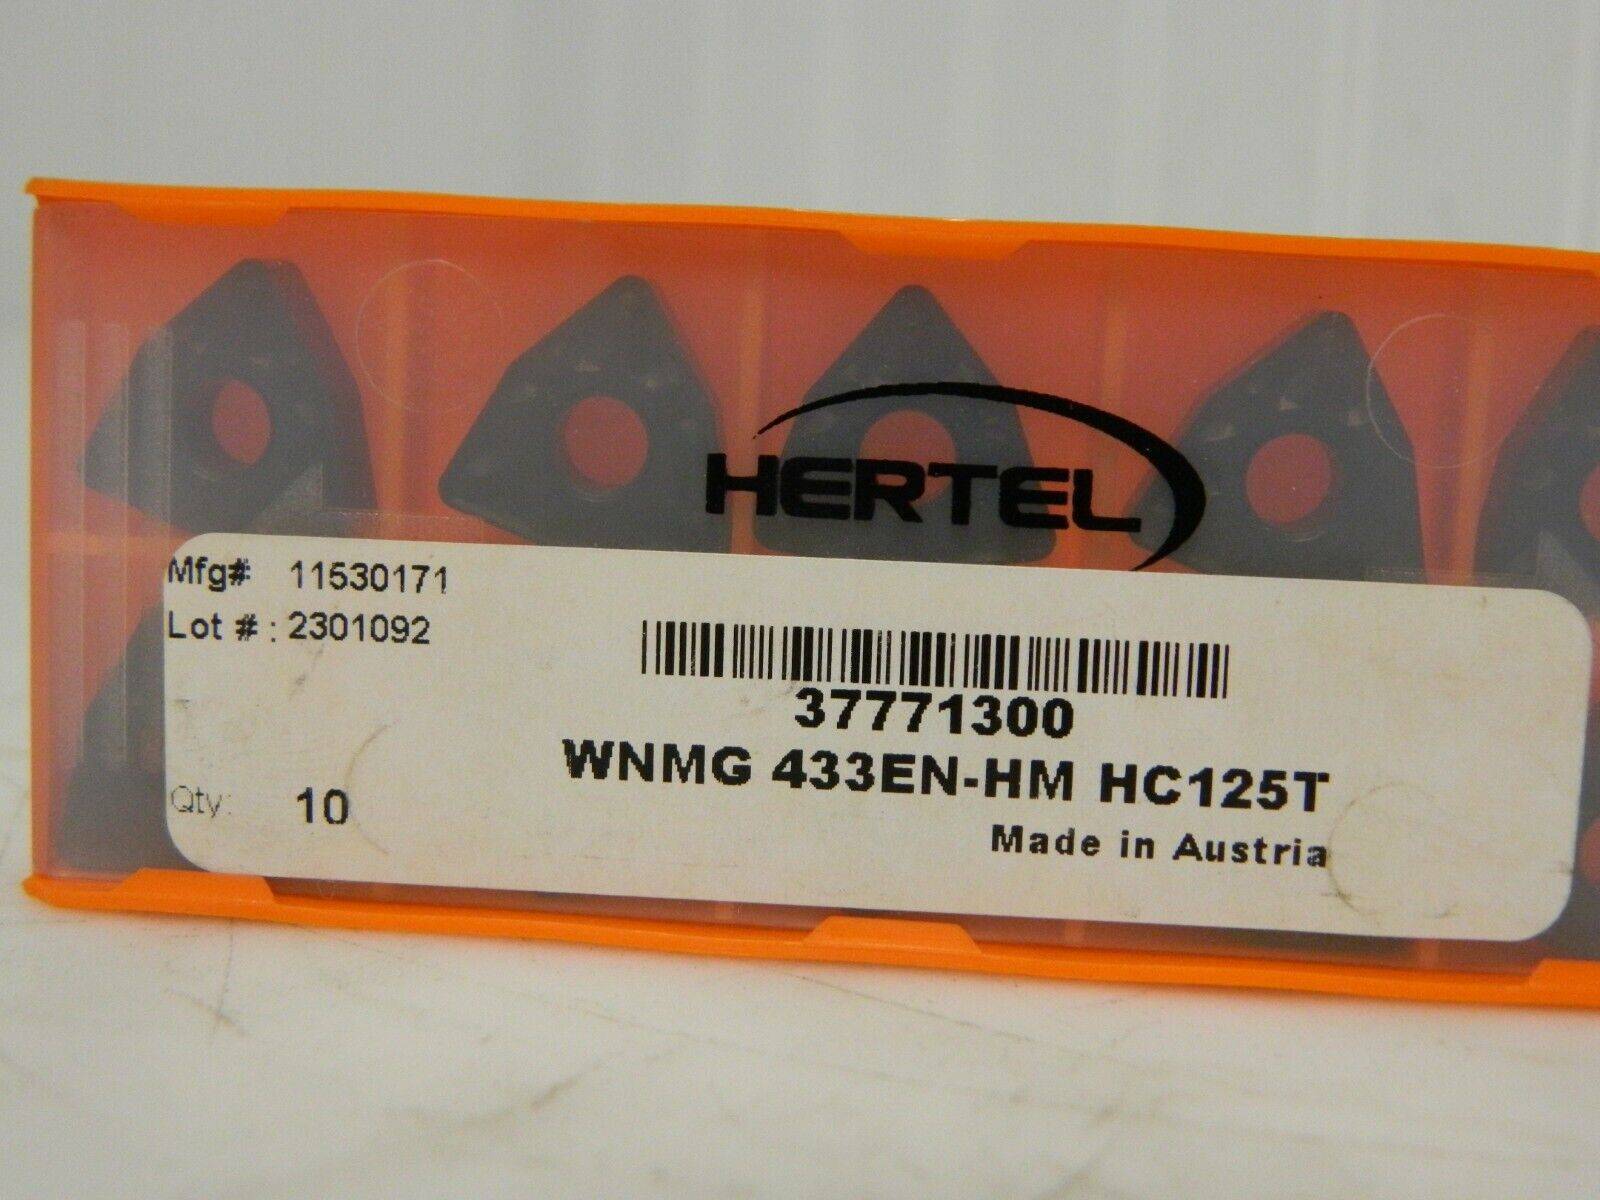 HERTEL
Mfg# 11530171
Lot # : 2301092
37771300
WNMG 433EN-HM HC125T
Qty: 10
Made in Austria